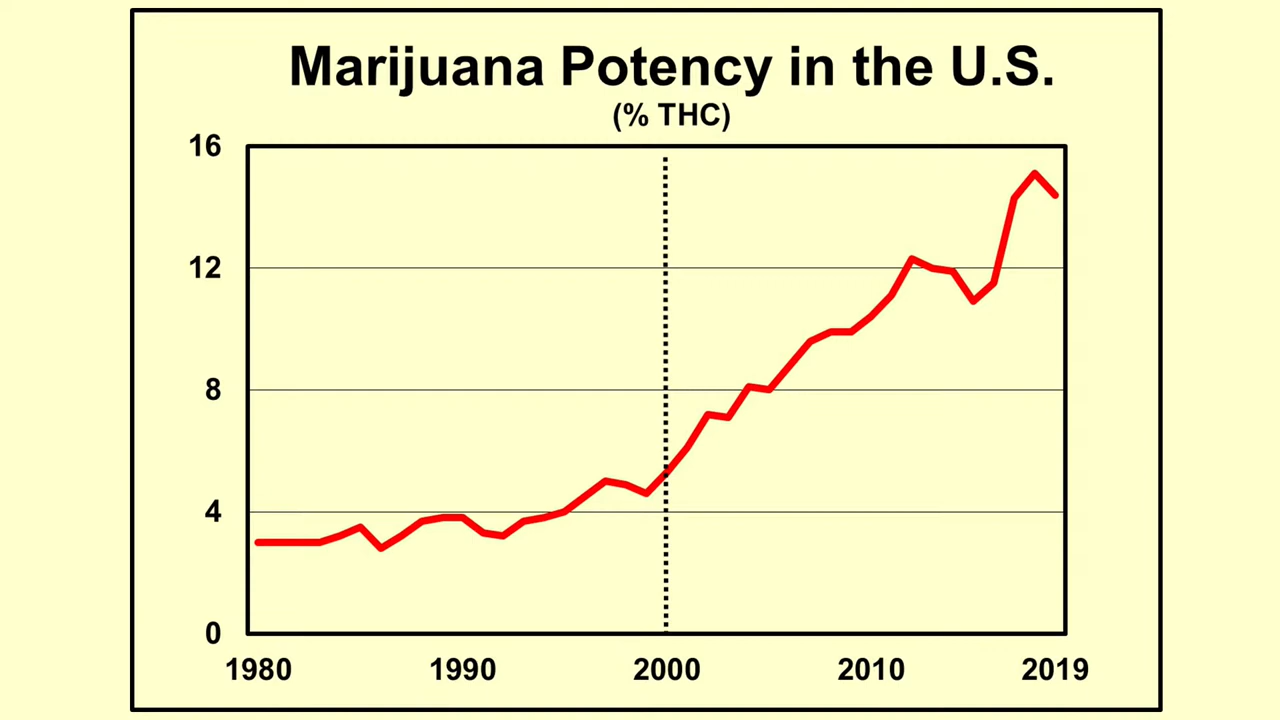 Marijuana Potency in the U.S.
(% THC)
16
12
8
4
0
1980 1990 2000 2010 2019